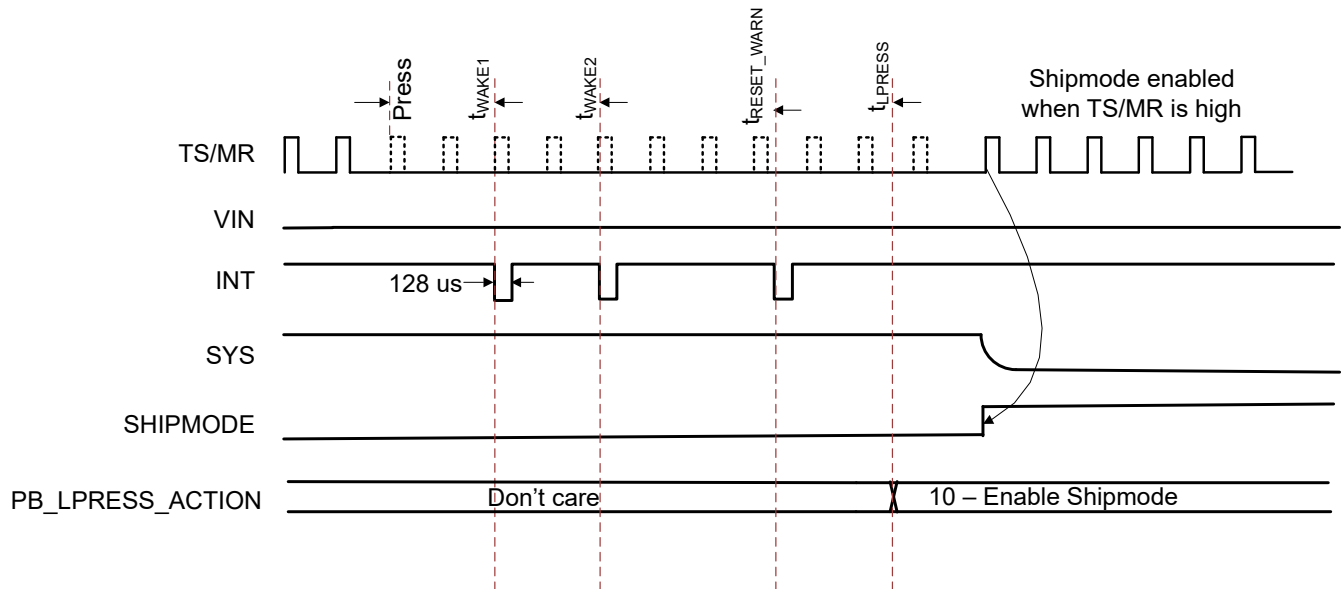 Press
tWAKE1
tWAKE2
tRESET_WARN
tLPRESS
Shipmode enabled
when TS/MR is high
TS/MR
VIN
INT
128 us
SYS
SHIPMODE
PB_LPRESS_ACTION
Don't care
10 – Enable Shipmode